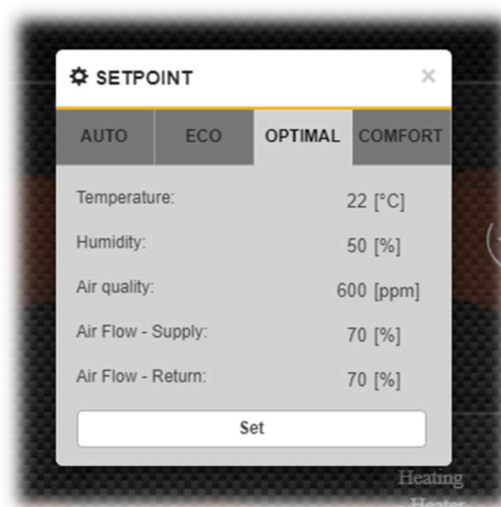 SETPOINT ×
AUTO ECO OPTIMAL COMFORT
Temperature: 22 [°C]
Humidity: 50 [%]
Air quality: 600 [ppm]
Air Flow - Supply: 70 [%]
Air Flow - Return: 70 [%]
Set
Heating
Heater